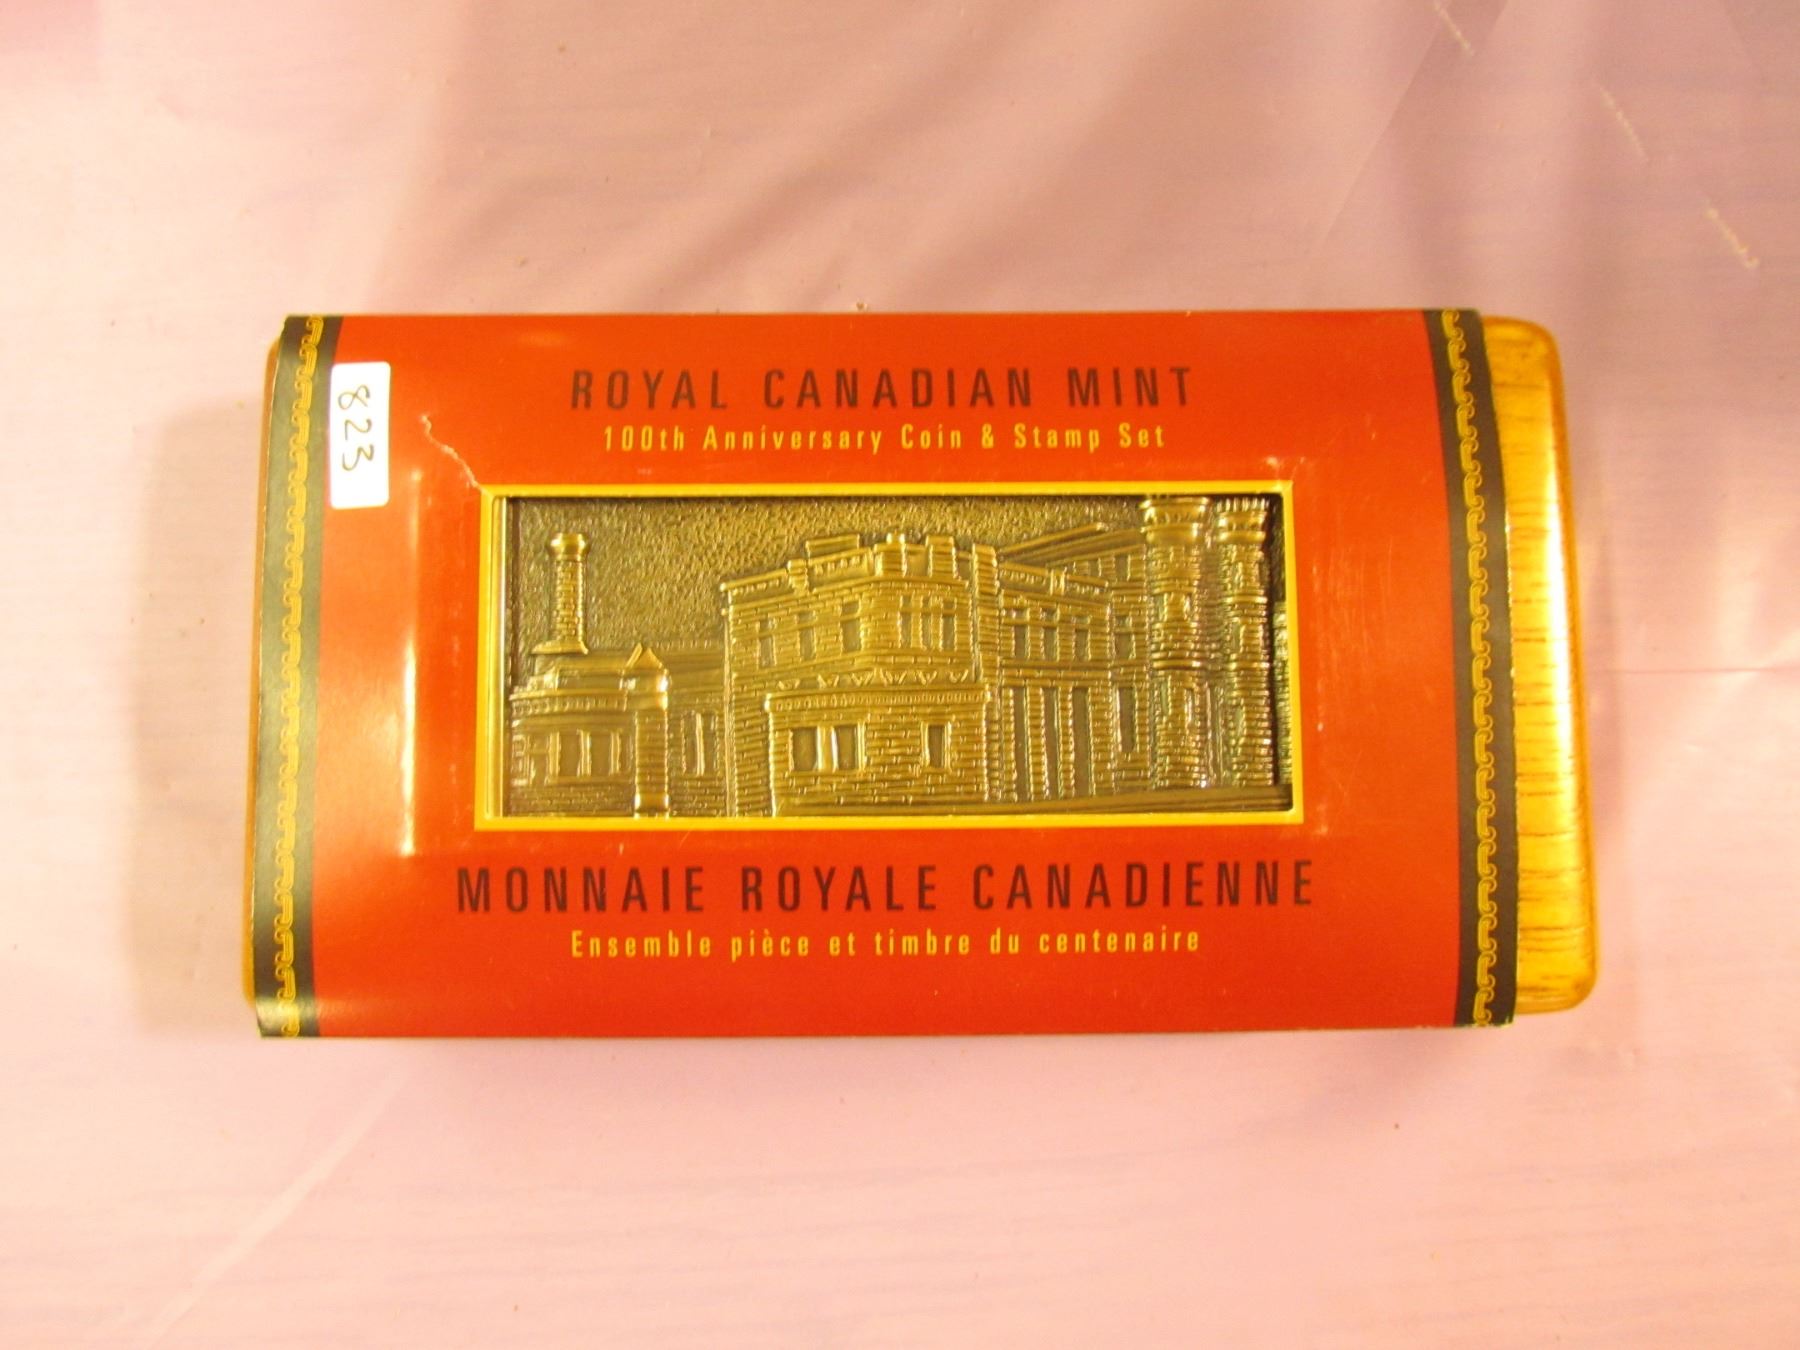 823
ROYAL CANADIAN MINT
100th Anniversary Coin & Stamp Set
MONNAIE ROYALE CANADIENNE
Ensemble pièce et timbre du centenaire